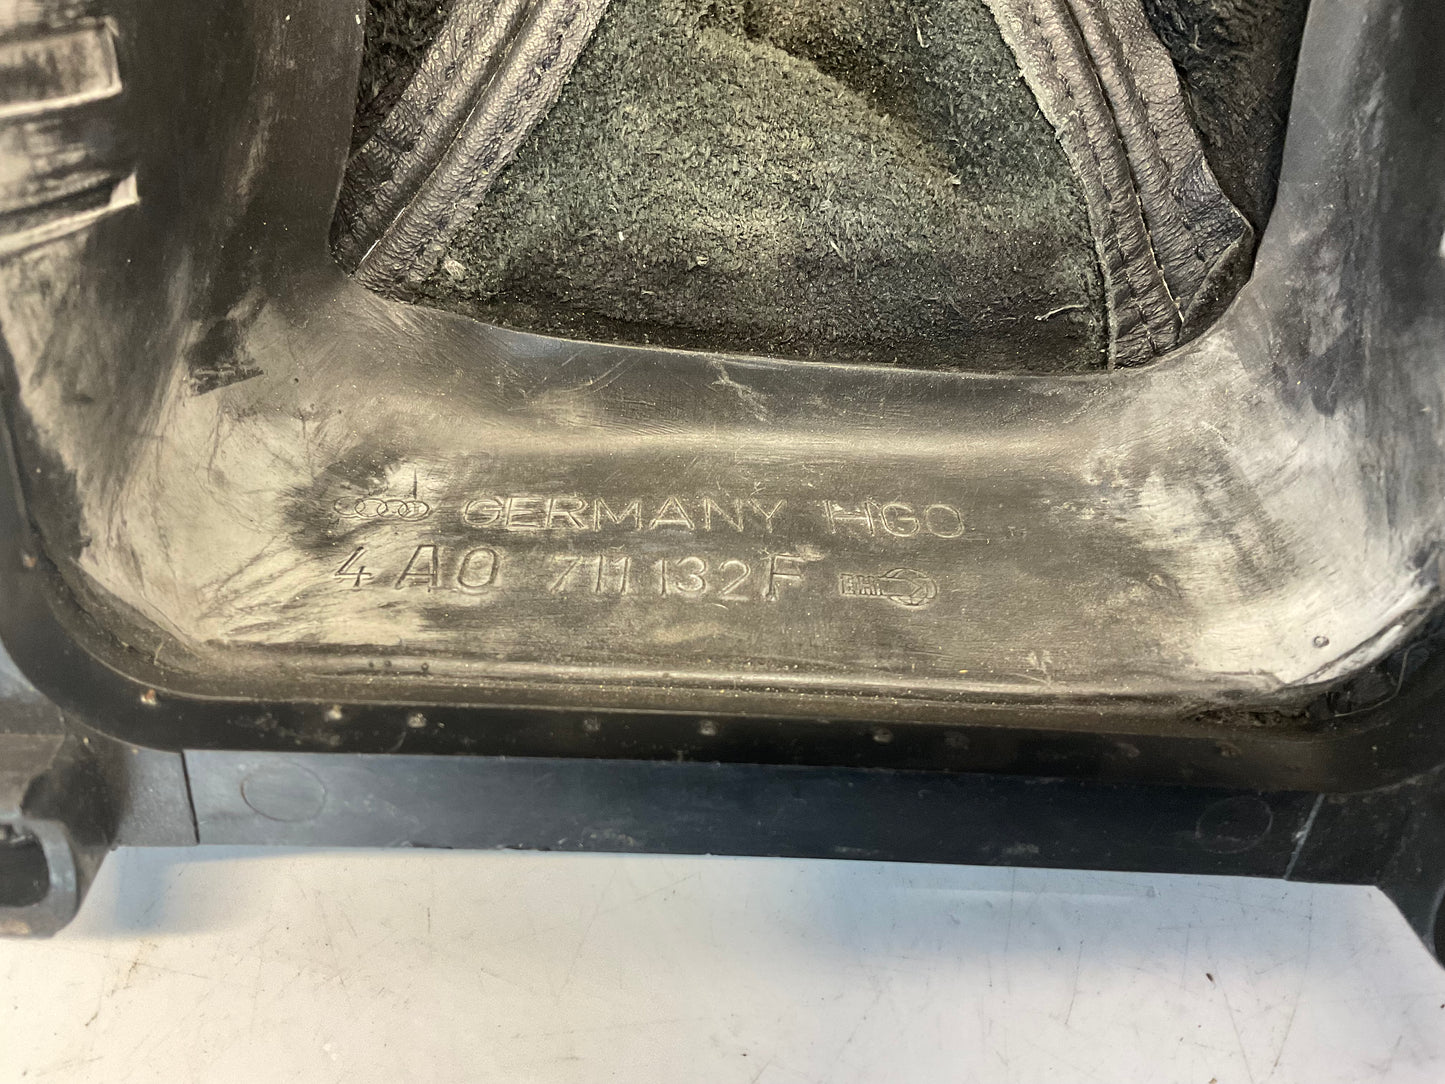 GERMANY HGO
4A0 711 132 F